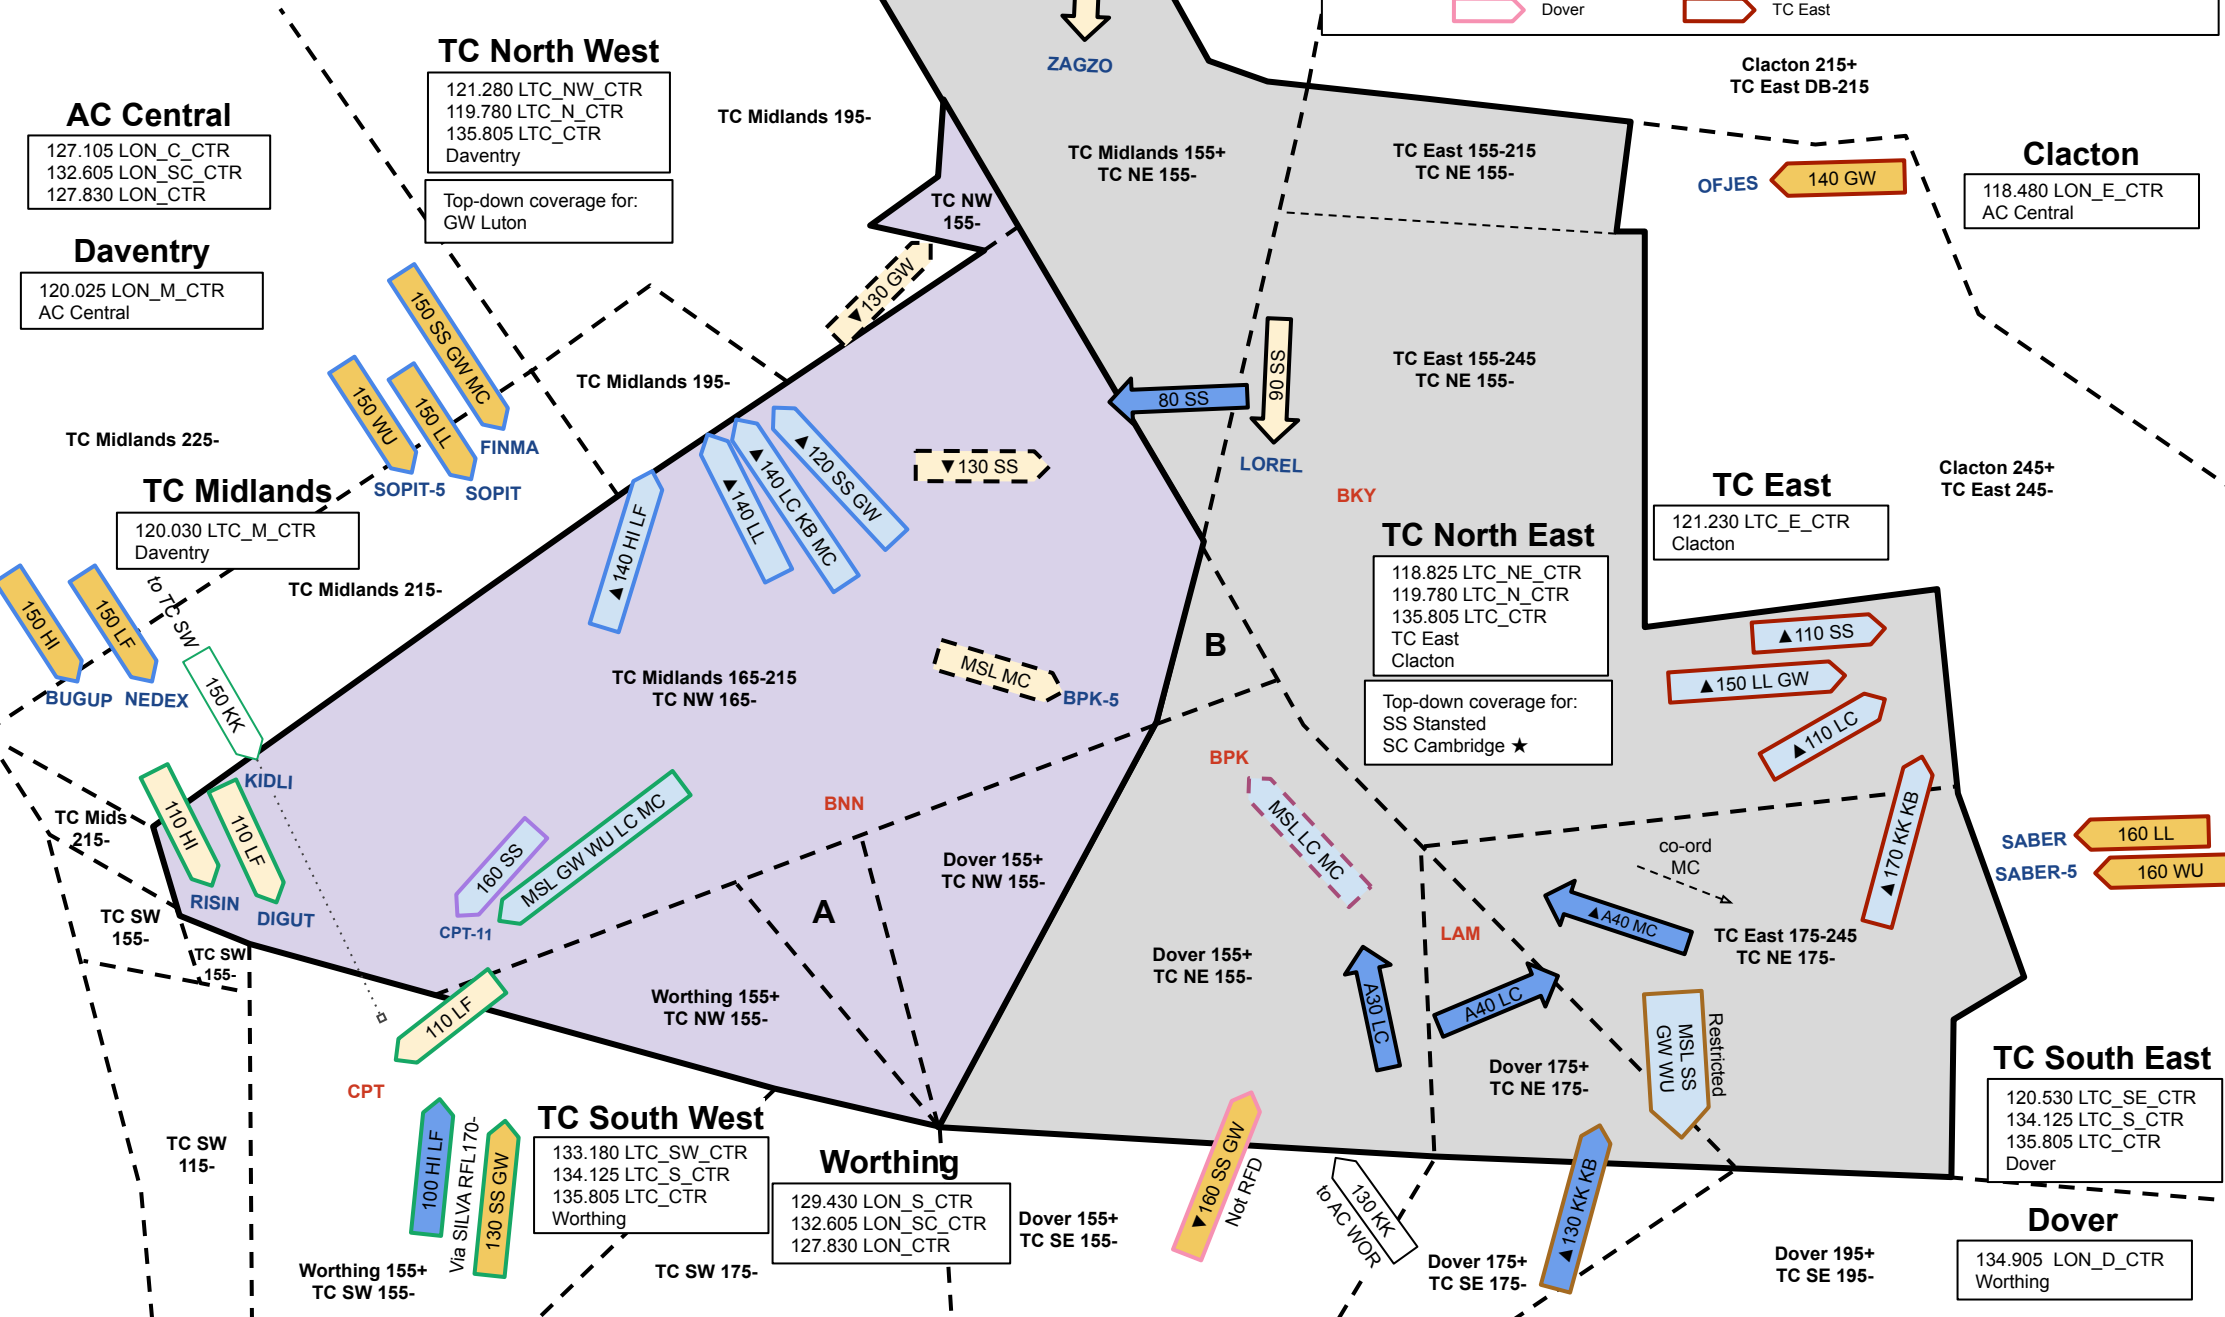 Dover
TC East
ZAGZO
Clacton 215+
TC East DB-215
TC North West
121.280 LTC_NW_CTR
119.780 LTC_N_CTR
135.805 LTC_CTR
Daventry
Top-down coverage for:
GW Luton
TC Midlands 195-
AC Central
127.105 LON_C_CTR
132.605 LON_SC_CTR
127.830 LON_CTR
TC Midlands 155+
TC NE 155-
TC East 155-215
TC NE 155-
OFJES
140 GW
Clacton
118.480 LON_E_CTR
AC Central
TC NW
155-
Daventry
120.025 LON_M_CTR
AC Central
▼130 GW
150 SS GW MC
150 WU
150 LL
FINMA
SOPIT-5
SOPIT
TC Midlands 195-
TC Midlands 225-
TC East 155-245
TC NE 155-
80 SS
90 SS
LOREL
BKY
▼130 SS
▲120 SS GW
▲140 LC KB MC
▲140 LL
▲140 HI LF
TC Midlands
120.030 LTC_M_CTR
Daventry
to TC SW
TC Midlands 215-
Clacton 245+
TC East 245-
TC East
121.230 LTC_E_CTR
Clacton
TC North East
118.825 LTC_NE_CTR
119.780 LTC_N_CTR
135.805 LTC_CTR
TC East
Clacton
Top-down coverage for:
SS Stansted
SC Cambridge ★
150 HI
150 LF
BUGUP
NEDEX
150 KK
KIDLI
TC Midlands 165-215
TC NW 165-
MSL MC
BPK-5
B
BPK
▲110 SS
▲150 LL GW
▲110 LC
▲170 KK KB
TC Mids
215-
110 HI
110 LF
RISIN
DIGUT
160 SS
MSL GW WU LC MC
CPT-11
BNN
A
Dover 155+
TC NW 155-
MSL LC MC
LAM
co-ord
MC
▲A40 MC
TC East 175-245
TC NE 175-
SABER
160 LL
SABER-5
160 WU
TC SW
155-
TC SW
155-
110 LF
CPT
Worthing 155+
TC NW 155-
Dover 155+
TC NE 155-
A30 LC
A40 LC
Dover 175+
TC NE 175-
MSL SS
GW WU
Restricted
TC South East
120.530 LTC_SE_CTR
134.125 LTC_S_CTR
135.805 LTC_CTR
Dover
TC SW
115-
100 HI LF
Via SILVA RFL170-
130 SS GW
TC South West
133.180 LTC_SW_CTR
134.125 LTC_S_CTR
135.805 LTC_CTR
Worthing
Worthing
129.430 LON_S_CTR
132.605 LON_SC_CTR
127.830 LON_CTR
Dover 155+
TC SE 155-
▼160 SS GW
Not RFD
130 KK
to AC WOR
▲130 KK KB
Dover 175+
TC SE 175-
Dover 195+
TC SE 195-
Dover
134.905 LON_D_CTR
Worthing
Worthing 155+
TC SW 155-
TC SW 175-